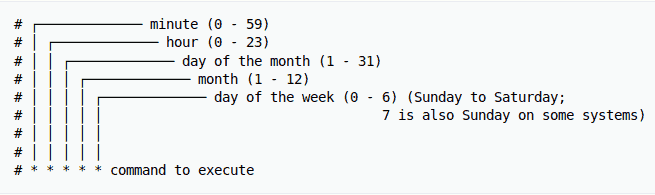 # ┌───────────── minute (0 - 59)
# │ ┌───────────── hour (0 - 23)
# │ │ ┌───────────── day of the month (1 - 31)
# │ │ │ ┌───────────── month (1 - 12)
# │ │ │ │ ┌───────────── day of the week (0 - 6) (Sunday to Saturday;
# │ │ │ │ │                                   7 is also Sunday on some systems)
# │ │ │ │ │
# │ │ │ │ │
# * * * * * command to execute